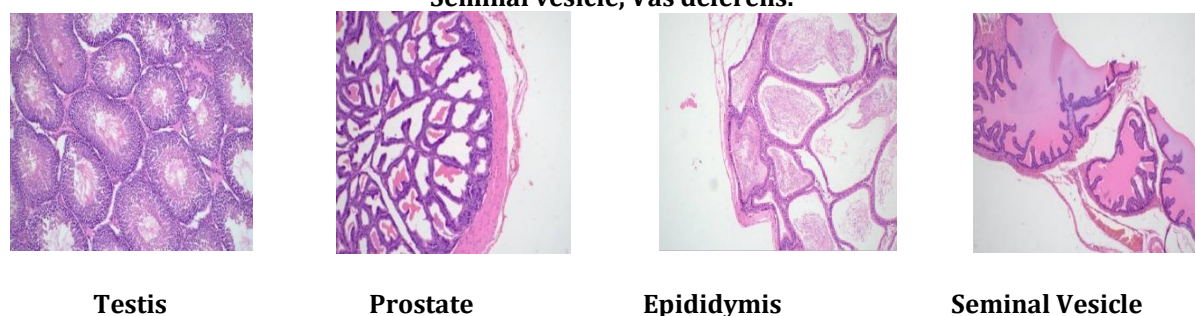 Seminal vesicle, Vas deferens.
Testis Prostate Epididymis Seminal Vesicle